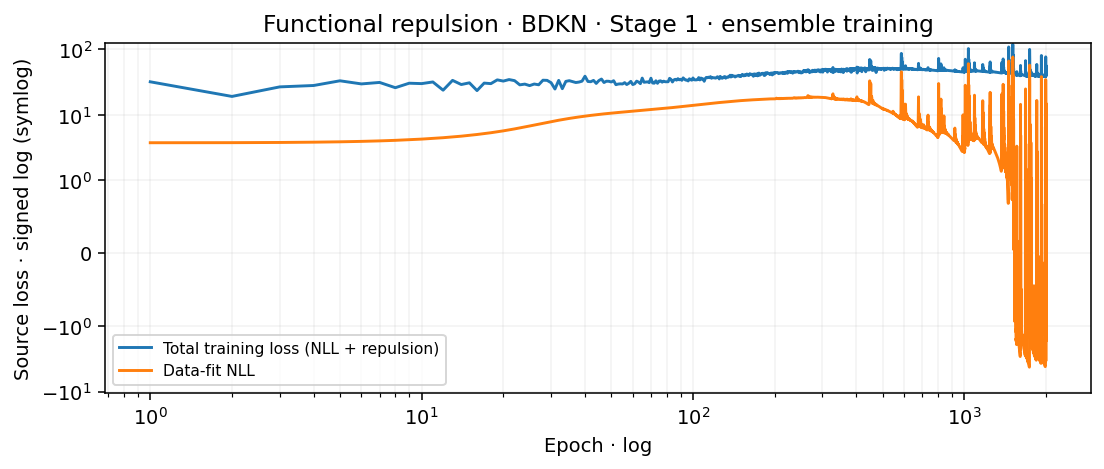 Functional repulsion · BDKN · Stage 1 · ensemble training
Source loss · signed log (symlog)
10²
10¹
10⁰
0
−10⁰
−10¹
Total training loss (NLL + repulsion)
Data-fit NLL
10⁰
10¹
10²
10³
Epoch · log